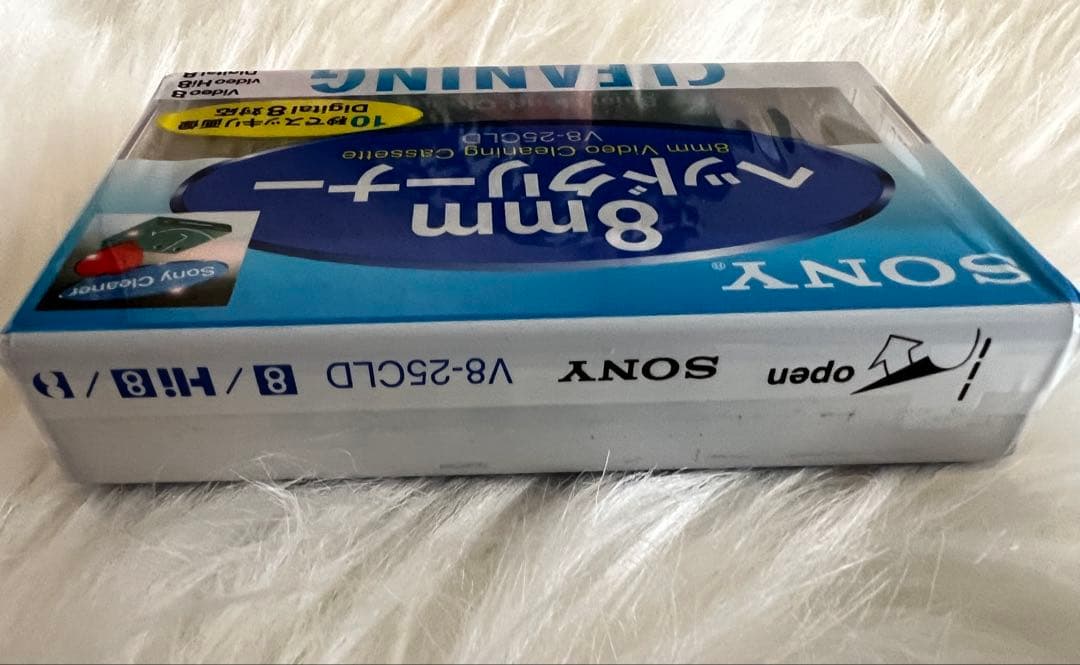 SONY®
8mm
ヘッドクリーナー
8mm Video Cleaning Cassette
V8-25CLD
10秒でスッキリ画像
Digital 8 対応
Sony Cleaner
CLEANING
Video 8
Video Hi8
Digital 8
open
SONY
V8-25CLD
8 / Hi8 /